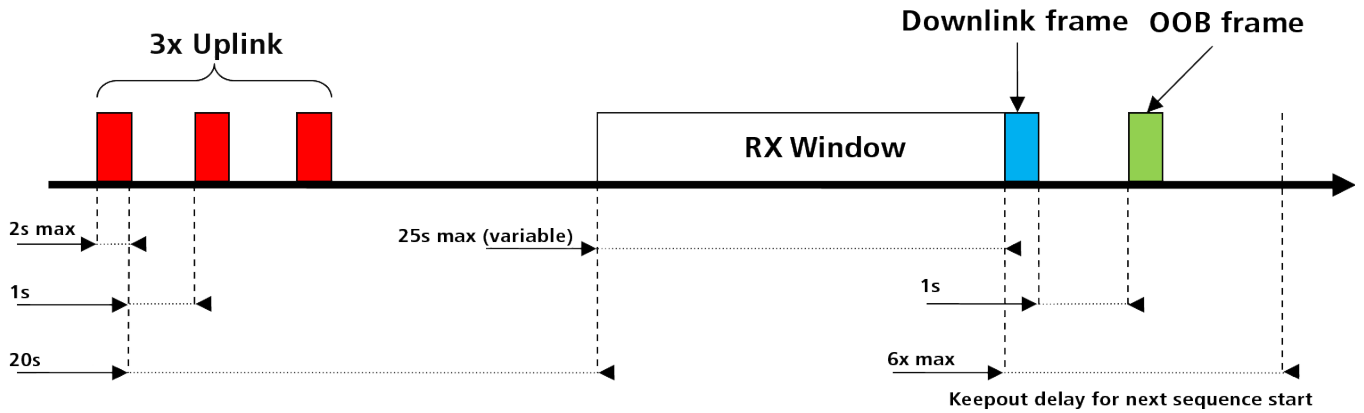 Downlink frame
OOB frame
3x Uplink
RX Window
2s max
25s max (variable)
1s
1s
20s
6x max
Keepout delay for next sequence start